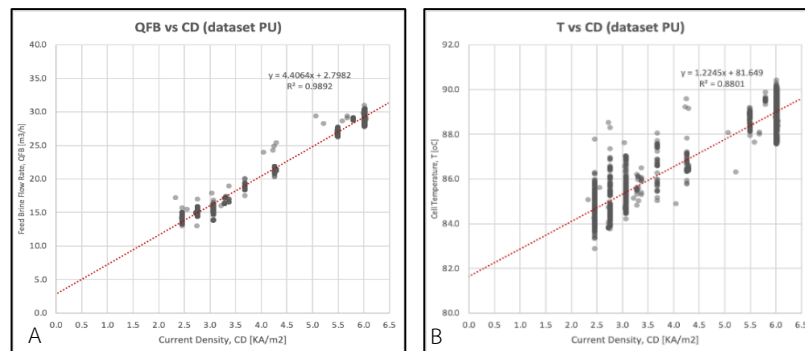 QFB vs CD (dataset PU)
y = 4.4064x + 2.7982
R² = 0.9892
Feed Brine Flow Rate, QFB [m3/h]
45.0
40.0
35.0
30.0
25.0
20.0
15.0
10.0
5.0
0.0
0.0 0.5 1.0 1.5 2.0 2.5 3.0 3.5 4.0 4.5 5.0 5.5 6.0 6.5
A
Current Density, CD [KA/m2]
T vs CD (dataset PU)
y = 1.2245x + 81.649
R² = 0.8801
Cell Temperature, T [oC]
92.0
90.0
88.0
86.0
84.0
82.0
80.0
0.0 0.5 1.0 1.5 2.0 2.5 3.0 3.5 4.0 4.5 5.0 5.5 6.0 6.5
B
Current Density, CD [KA/m2]